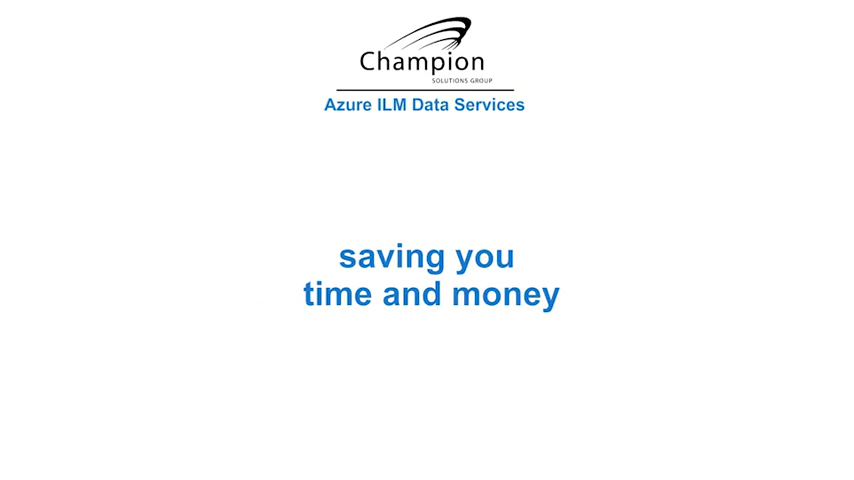 Champion
SOLUTIONS GROUP
Azure ILM Data Services
saving you
time and money